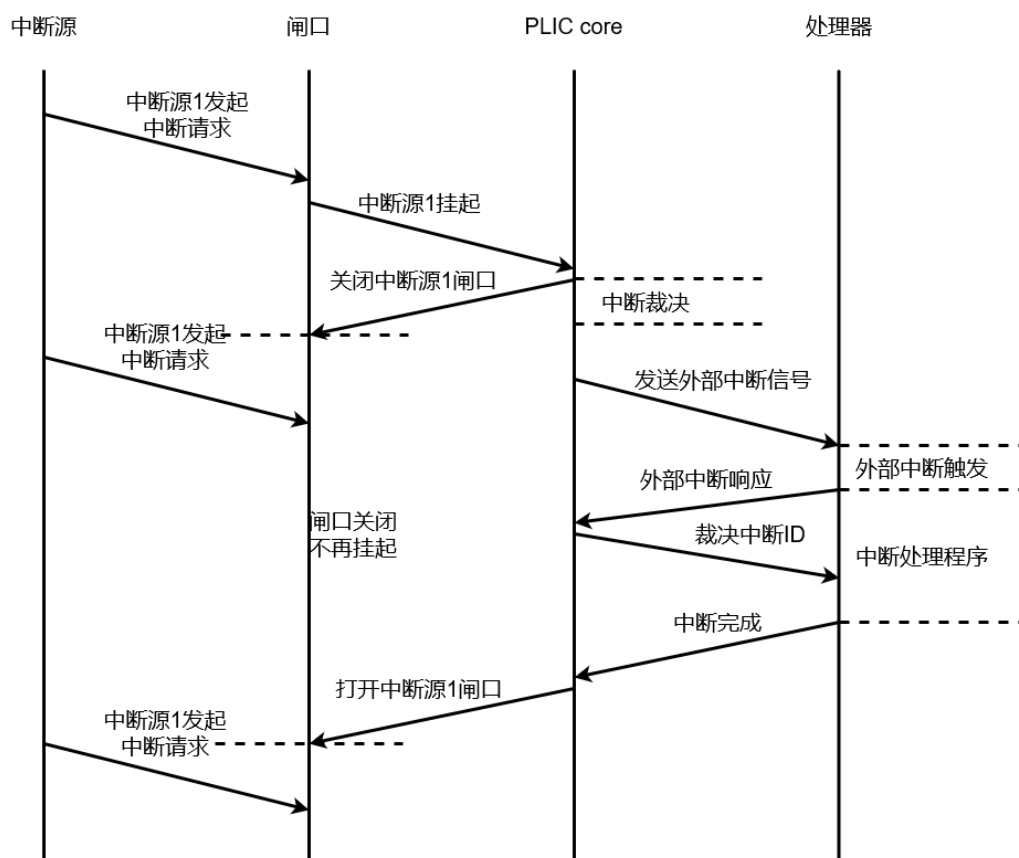 中断源
闸口
PLIC core
处理器
中断源1发起
中断请求
中断源1挂起
关闭中断源1闸口
中断裁决
中断源1发起
中断请求
发送外部中断信号
外部中断触发
外部中断响应
闸口关闭
不再挂起
裁决中断ID
中断处理程序
中断完成
打开中断源1闸口
中断源1发起
中断请求